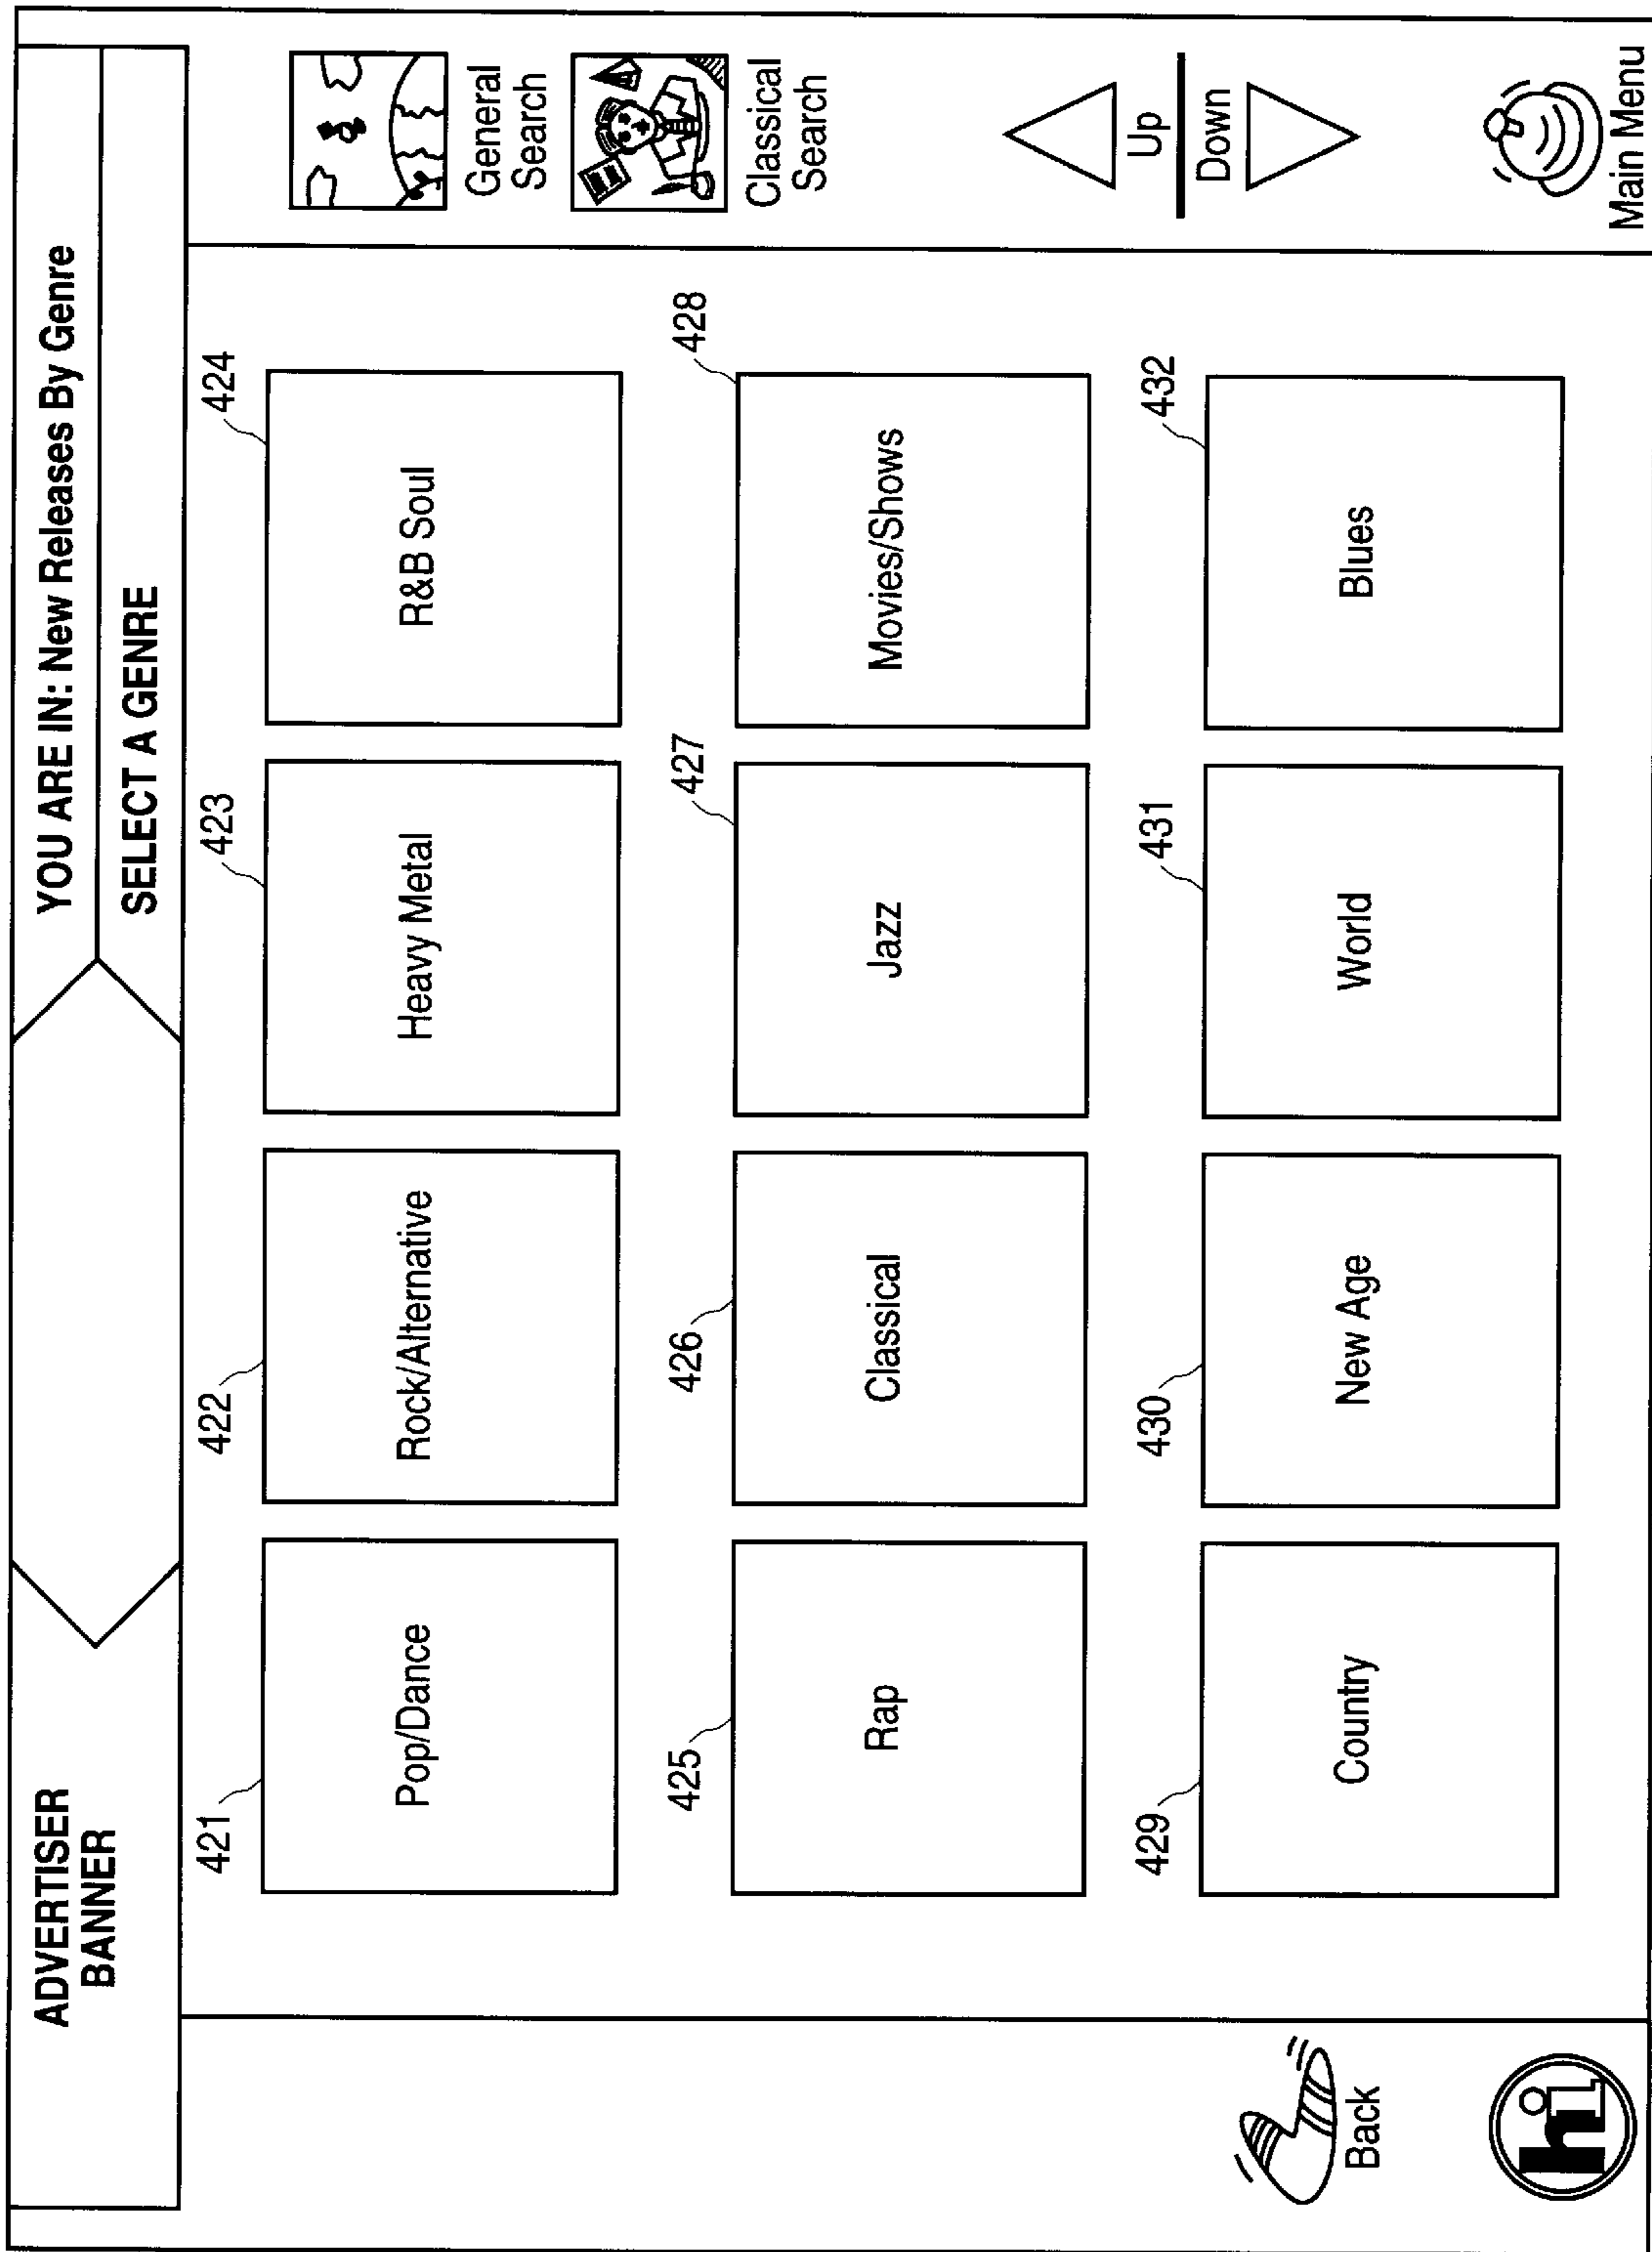 ADVERTISER
BANNER
YOU ARE IN: New Releases By Genre
SELECT A GENRE
421
422
423
424
Pop/Dance
Rock/Alternative
Heavy Metal
R&B Soul
425
426
427
428
Rap
Classical
Jazz
Movies/Shows
429
430
431
432
Country
New Age
World
Blues
General
Search
Classical
Search
Up
Down
Main Menu
Back
hi